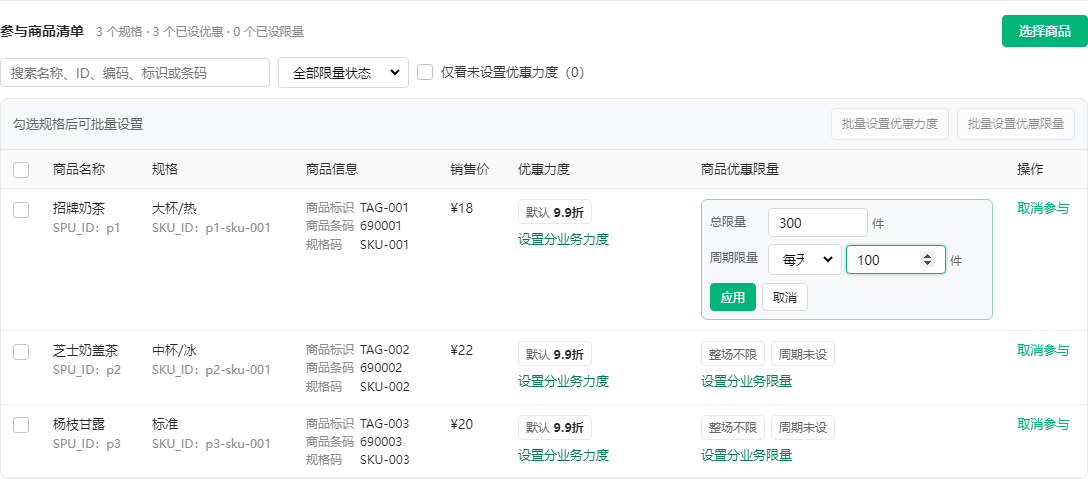 参与商品清单 3 个规格 · 3 个已设优惠 · 0 个已设限量 选择商品
搜索名称、ID、编码、标识或条码 全部限量状态 仅看未设置优惠力度（0）
勾选规格后可批量设置 批量设置优惠力度 批量设置优惠限量
商品名称 规格 商品信息 销售价 优惠力度 商品优惠限量 操作
招牌奶茶 大杯/热 商品标识 TAG-001 ¥18 默认 9.9折 总限量 300 件 取消参与
SPU_ID：p1 SKU_ID：p1-sku-001 商品条码 690001
规格码 SKU-001 设置分业务力度
周期限量 每天 100 件
应用 取消
芝士奶盖茶 中杯/冰 商品标识 TAG-002 ¥22 默认 9.9折 整场不限 周期未设 取消参与
SPU_ID：p2 SKU_ID：p2-sku-001 商品条码 690002
规格码 SKU-002 设置分业务力度 设置分业务限量
杨枝甘露 标准 商品标识 TAG-003 ¥20 默认 9.9折 整场不限 周期未设 取消参与
SPU_ID：p3 SKU_ID：p3-sku-001 商品条码 690003
规格码 SKU-003 设置分业务力度 设置分业务限量